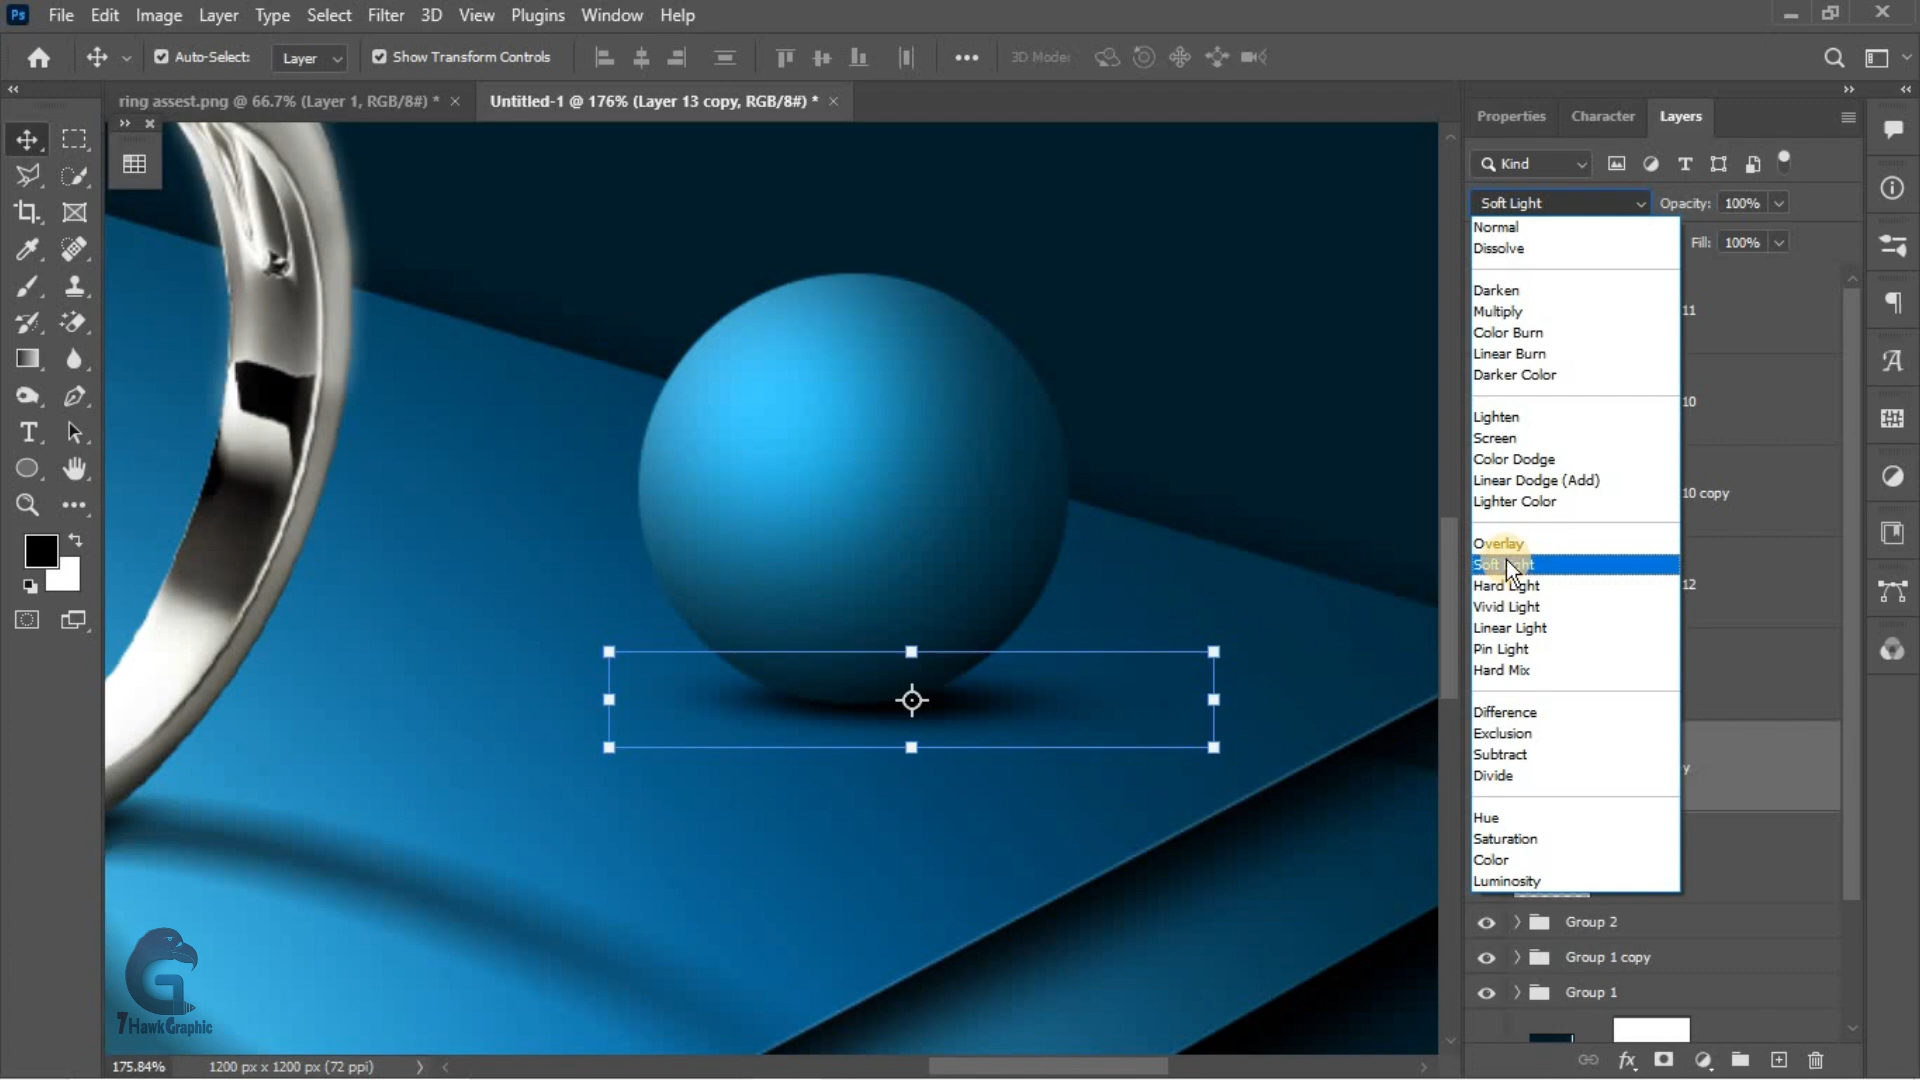 Ps File Edit Image Layer Type Select Filter 3D View Plugins Window Help
Auto-Select: Layer Show Transform Controls 3D Mode:
ring assest.png @ 66.7% (Layer 1, RGB/8#) * Untitled-1 @ 176% (Layer 13 copy, RGB/8#) *
Properties Character Layers
Kind
Soft Light Opacity: 100%
Fill: 100%
Normal
Dissolve
Darken
Multiply
Color Burn
Linear Burn
Darker Color
Lighten
Screen
Color Dodge
Linear Dodge (Add)
Lighter Color
Overlay
Soft Light
Hard Light
Vivid Light
Linear Light
Pin Light
Hard Mix
Difference
Exclusion
Subtract
Divide
Hue
Saturation
Color
Luminosity
11
10
10 copy
12
y
Group 2
Group 1 copy
Group 1
G
7 Hawk Graphic
175.84% 1200 px x 1200 px (72 ppi)